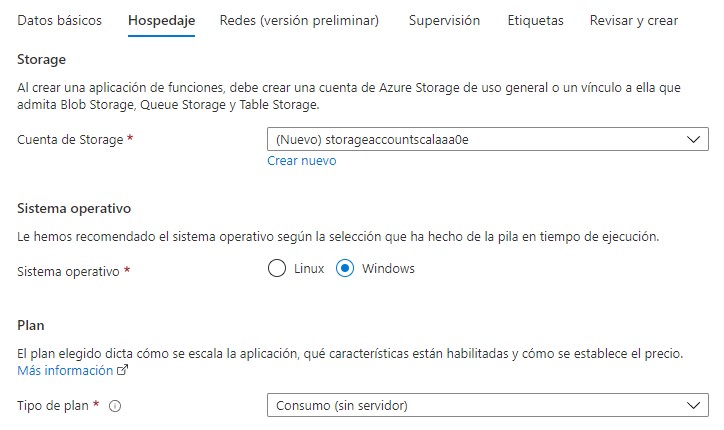 Datos básicos Hospedaje Redes (versión preliminar) Supervisión Etiquetas Revisar y crear
Storage
Al crear una aplicación de funciones, debe crear una cuenta de Azure Storage de uso general o un vínculo a ella que
admita Blob Storage, Queue Storage y Table Storage.
Cuenta de Storage * (Nuevo) storageaccountscalaaa0e
Crear nuevo
Sistema operativo
Le hemos recomendado el sistema operativo según la selección que ha hecho de la pila en tiempo de ejecución.
Sistema operativo * Linux Windows
Plan
El plan elegido dicta cómo se escala la aplicación, qué características están habilitadas y cómo se establece el precio.
Más información
Tipo de plan * Consumo (sin servidor)